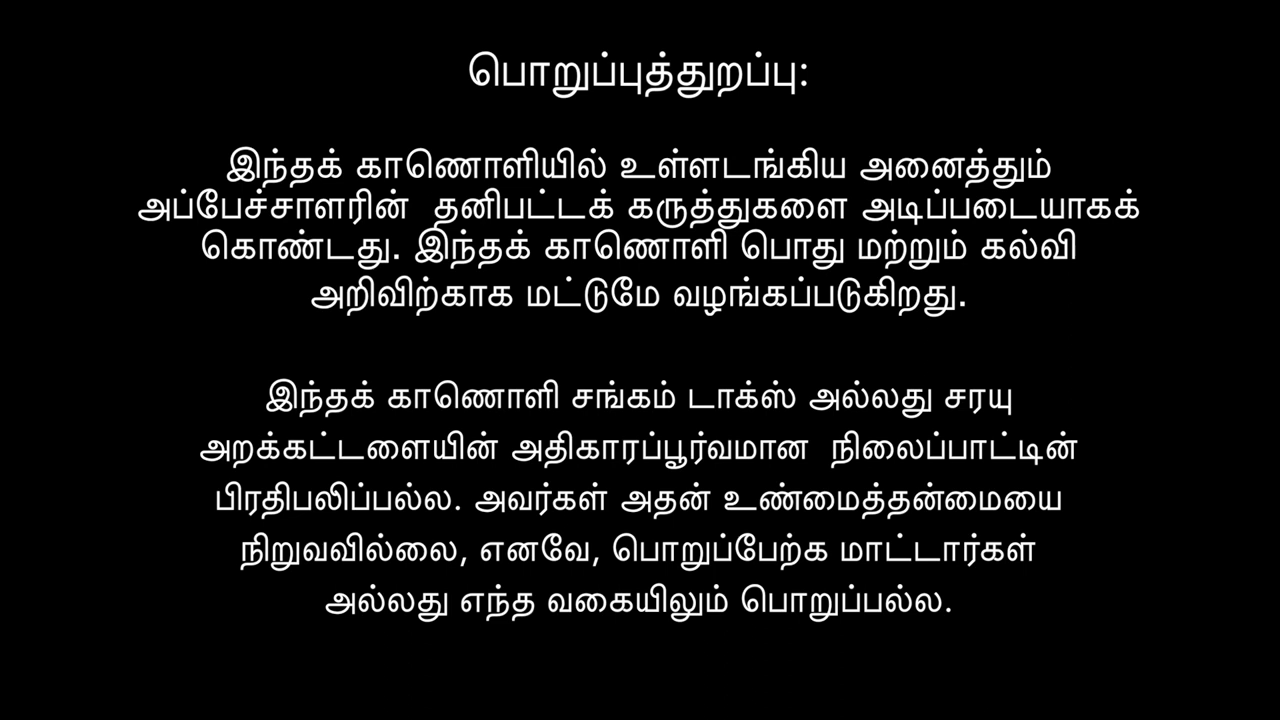 பொறுப்புத்துறப்பு:
இந்தக் காணொளியில் உள்ளடங்கிய அனைத்தும்
அப்பேச்சாளரின் தனிபட்டக் கருத்துகளை அடிப்படையாகக்
கொண்டது. இந்தக் காணொளி பொது மற்றும் கல்வி
அறிவிற்காக மட்டுமே வழங்கப்படுகிறது.
இந்தக் காணொளி சங்கம் டாக்ஸ் அல்லது சரயு
அறக்கட்டளையின் அதிகாரப்பூர்வமான நிலைப்பாட்டின்
பிரதிபலிப்பல்ல. அவர்கள் அதன் உண்மைத்தன்மையை
நிறுவவில்லை, எனவே, பொறுப்பேற்க மாட்டார்கள்
அல்லது எந்த வகையிலும் பொறுப்பல்ல.